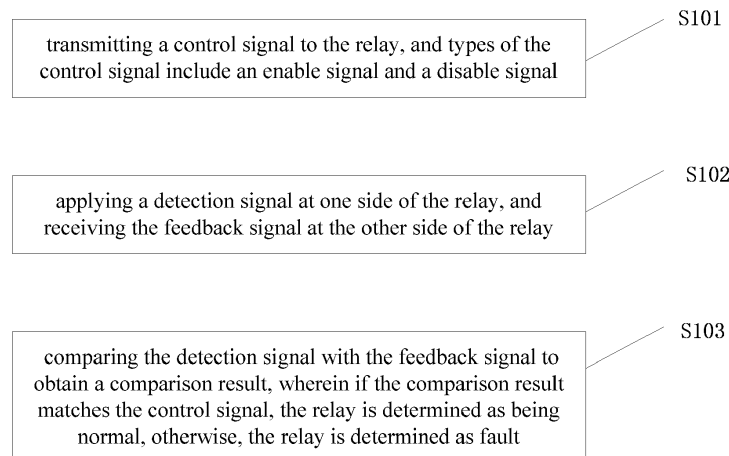 S101
transmitting a control signal to the relay, and types of the
control signal include an enable signal and a disable signal
S102
applying a detection signal at one side of the relay, and
receiving the feedback signal at the other side of the relay
S103
comparing the detection signal with the feedback signal to
obtain a comparison result, wherein if the comparison result
matches the control signal, the relay is determined as being
normal, otherwise, the relay is determined as fault